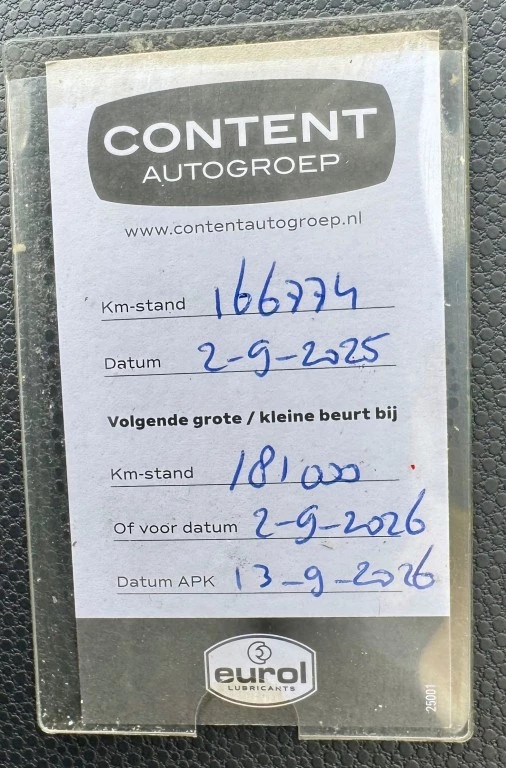 CONTENT
AUTOGROEP
www.contentautogroep.nl
Km-stand 166774
Datum 2-9-2025
Volgende grote / kleine beurt bij
Km-stand 181000
Of voor datum 2-9-2026
Datum APK 13-9-2026
eurol
LUBRICANTS
25001